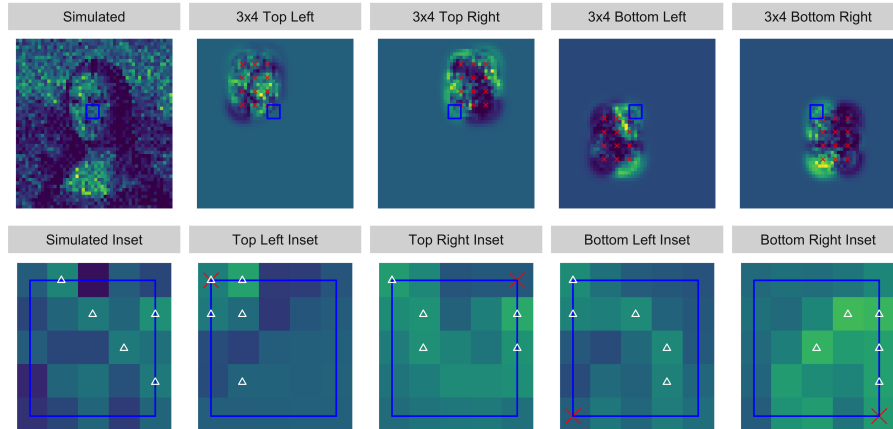 Simulated
3x4 Top Left
3x4 Top Right
3x4 Bottom Left
3x4 Bottom Right
Simulated Inset
Top Left Inset
Top Right Inset
Bottom Left Inset
Bottom Right Inset